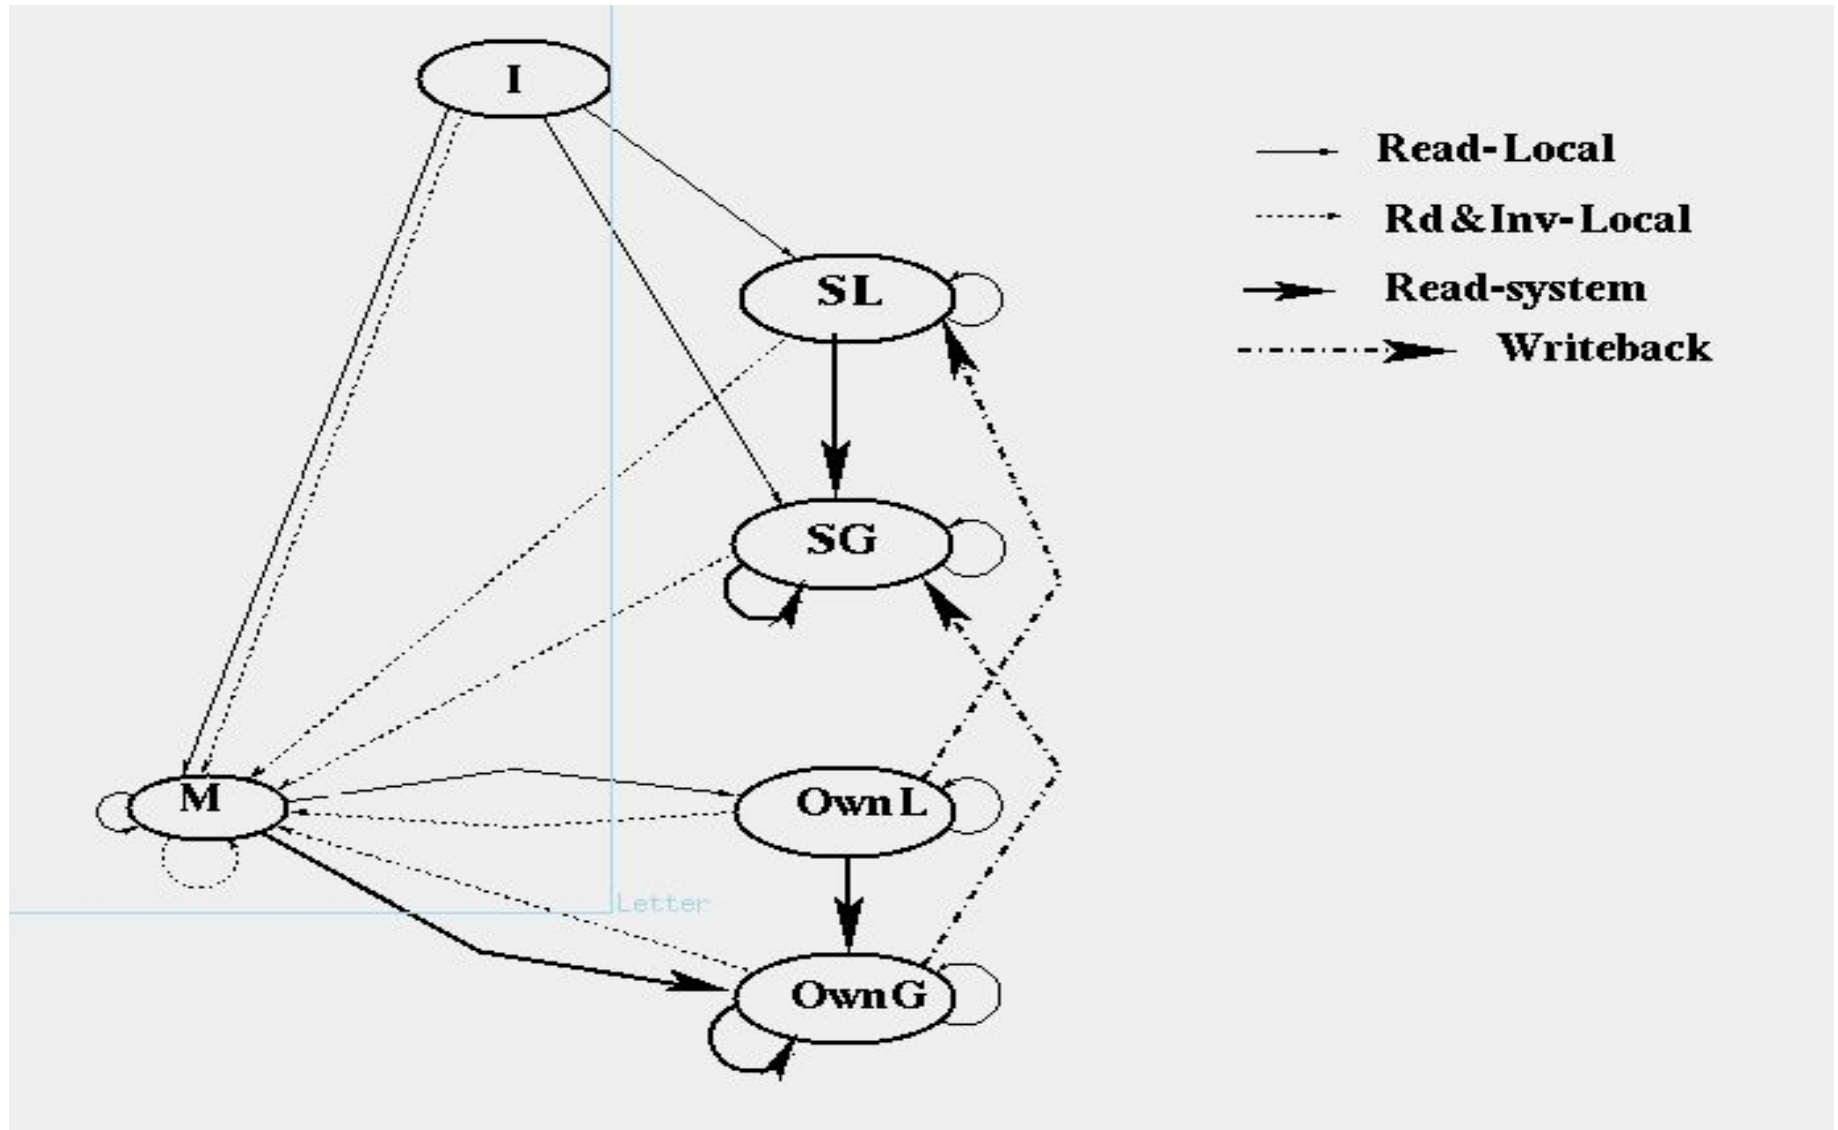 I
Read-Local
Rd&Inv-Local
SL
Read-system
Writeback
SG
M
Own L
Letter
Own G